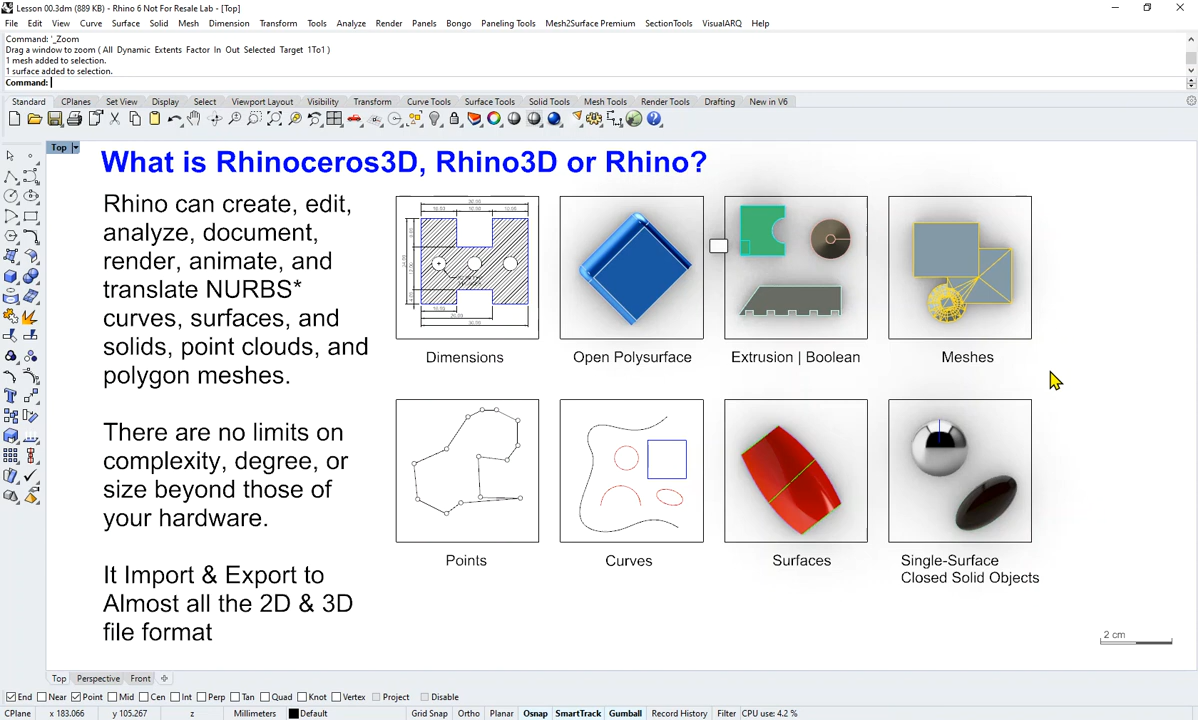 Lesson 00.3dm (889 KB) - Rhino 6 Not For Resale Lab - [Top]
File Edit View Curve Surface Solid Mesh Dimension Transform Tools Analyze Render Panels Bongo Paneling Tools Mesh2Surface Premium SectionTools VisualARQ Help
Command: '_Zoom
Drag a window to zoom ( All Dynamic Extents Factor In Out Selected Target 1To1 )
1 mesh added to selection.
1 surface added to selection.
Command:
Standard CPlanes Set View Display Select Viewport Layout Visibility Transform Curve Tools Surface Tools Solid Tools Mesh Tools Render Tools Drafting New in V6
Top
What is Rhinoceros3D, Rhino3D or Rhino?
Rhino can create, edit,
analyze, document,
render, animate, and
translate NURBS*
curves, surfaces, and
solids, point clouds, and
polygon meshes.
There are no limits on
complexity, degree, or
size beyond those of
your hardware.
It Import & Export to
Almost all the 2D & 3D
file format
Dimensions
Open Polysurface
Extrusion | Boolean
Meshes
Points
Curves
Surfaces
Single-Surface
Closed Solid Objects
2 cm
Top Perspective Front
End Near Point Mid Cen Int Perp Tan Quad Knot Vertex Project Disable
CPlane x 183.066 y 105.267 z Millimeters Default Grid Snap Ortho Planar Osnap SmartTrack Gumball Record History Filter CPU use: 4.2 %